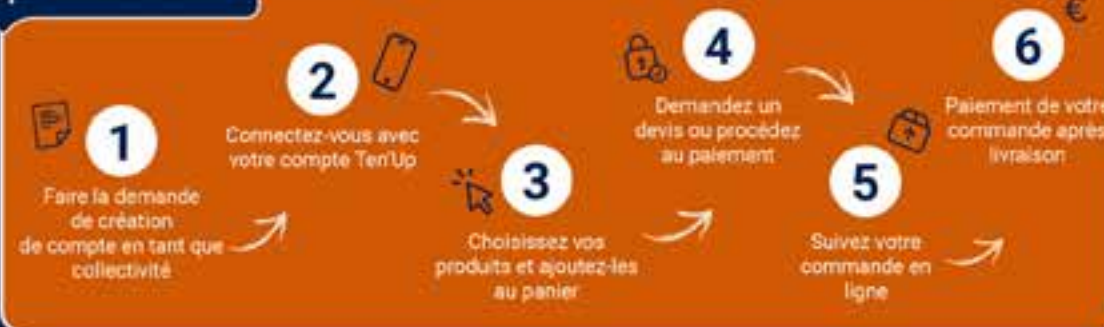 1
Faire la demande
de création
de compte en tant que
collectivité
2
Connectez-vous avec
votre compte Ten'Up
3
Choisissez vos
produits et ajoutez-les
au panier
4
Demandez un
devis ou procédez
au paiement
5
Suivez votre
commande en
ligne
€
6
Paiement de votre
commande après
livraison